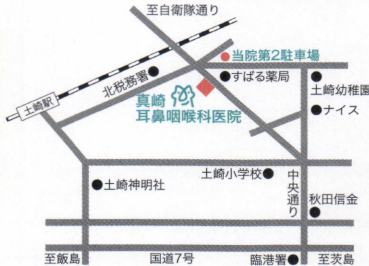 至自衛隊通り
当院第2駐車場
北税務署
すばる薬局
土崎幼稚園
土崎駅
真崎
耳鼻咽喉科医院
ナイス
土崎神明社
土崎小学校
中央通り
秋田信金
至飯島
国道7号
臨港署
至茨島